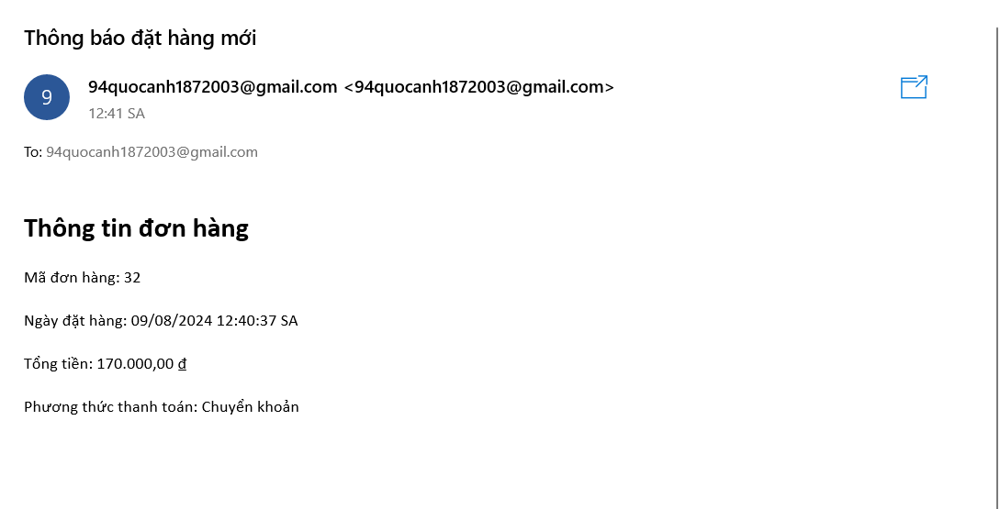 Thông báo đặt hàng mới
9
94quocanh1872003@gmail.com <94quocanh1872003@gmail.com>
12:41 SA
To: 94quocanh1872003@gmail.com
Thông tin đơn hàng
Mã đơn hàng: 32
Ngày đặt hàng: 09/08/2024 12:40:37 SA
Tổng tiền: 170.000,00 ₫
Phương thức thanh toán: Chuyển khoản